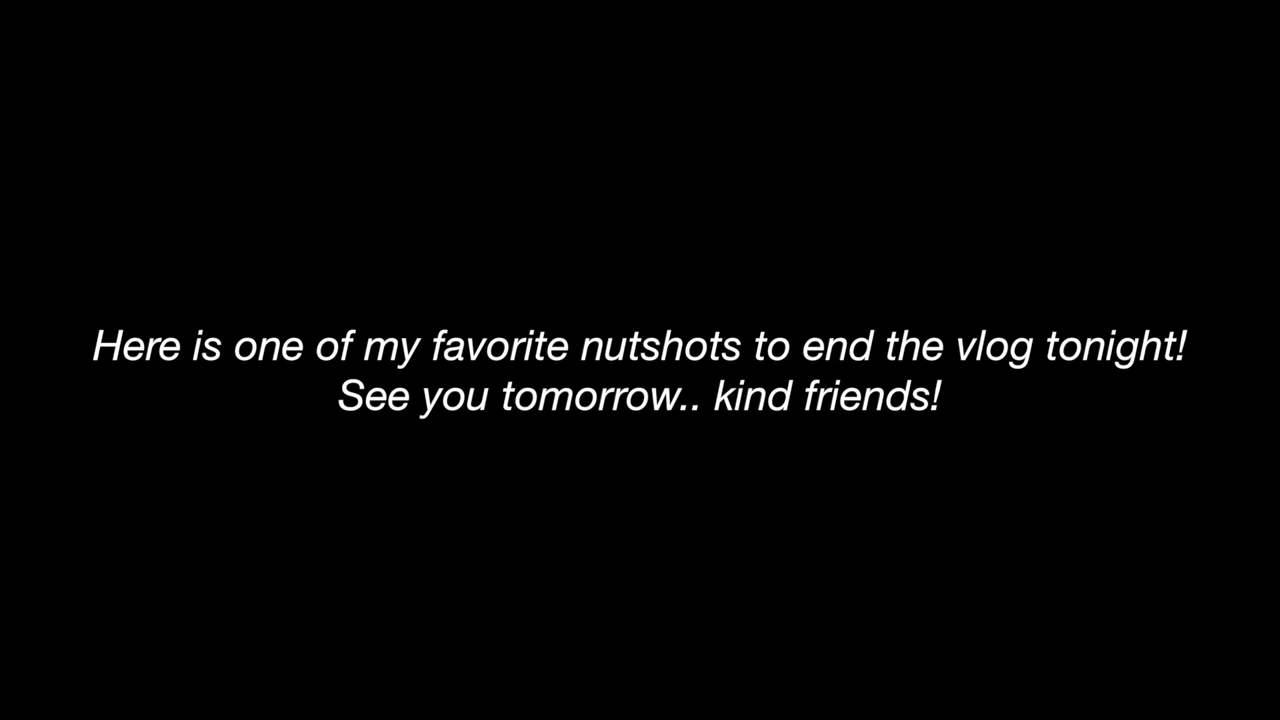 Here is one of my favorite nutshots to end the vlog tonight!
See you tomorrow.. kind friends!